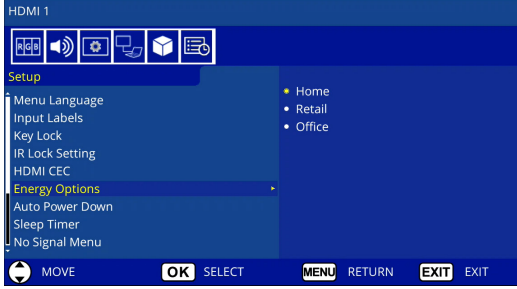 HDMI 1
RGB
Setup
Menu Language
Input Labels
Key Lock
IR Lock Setting
HDMI CEC
Energy Options
Auto Power Down
Sleep Timer
No Signal Menu
Home
Retail
Office
MOVE
OK SELECT
MENU RETURN
EXIT EXIT